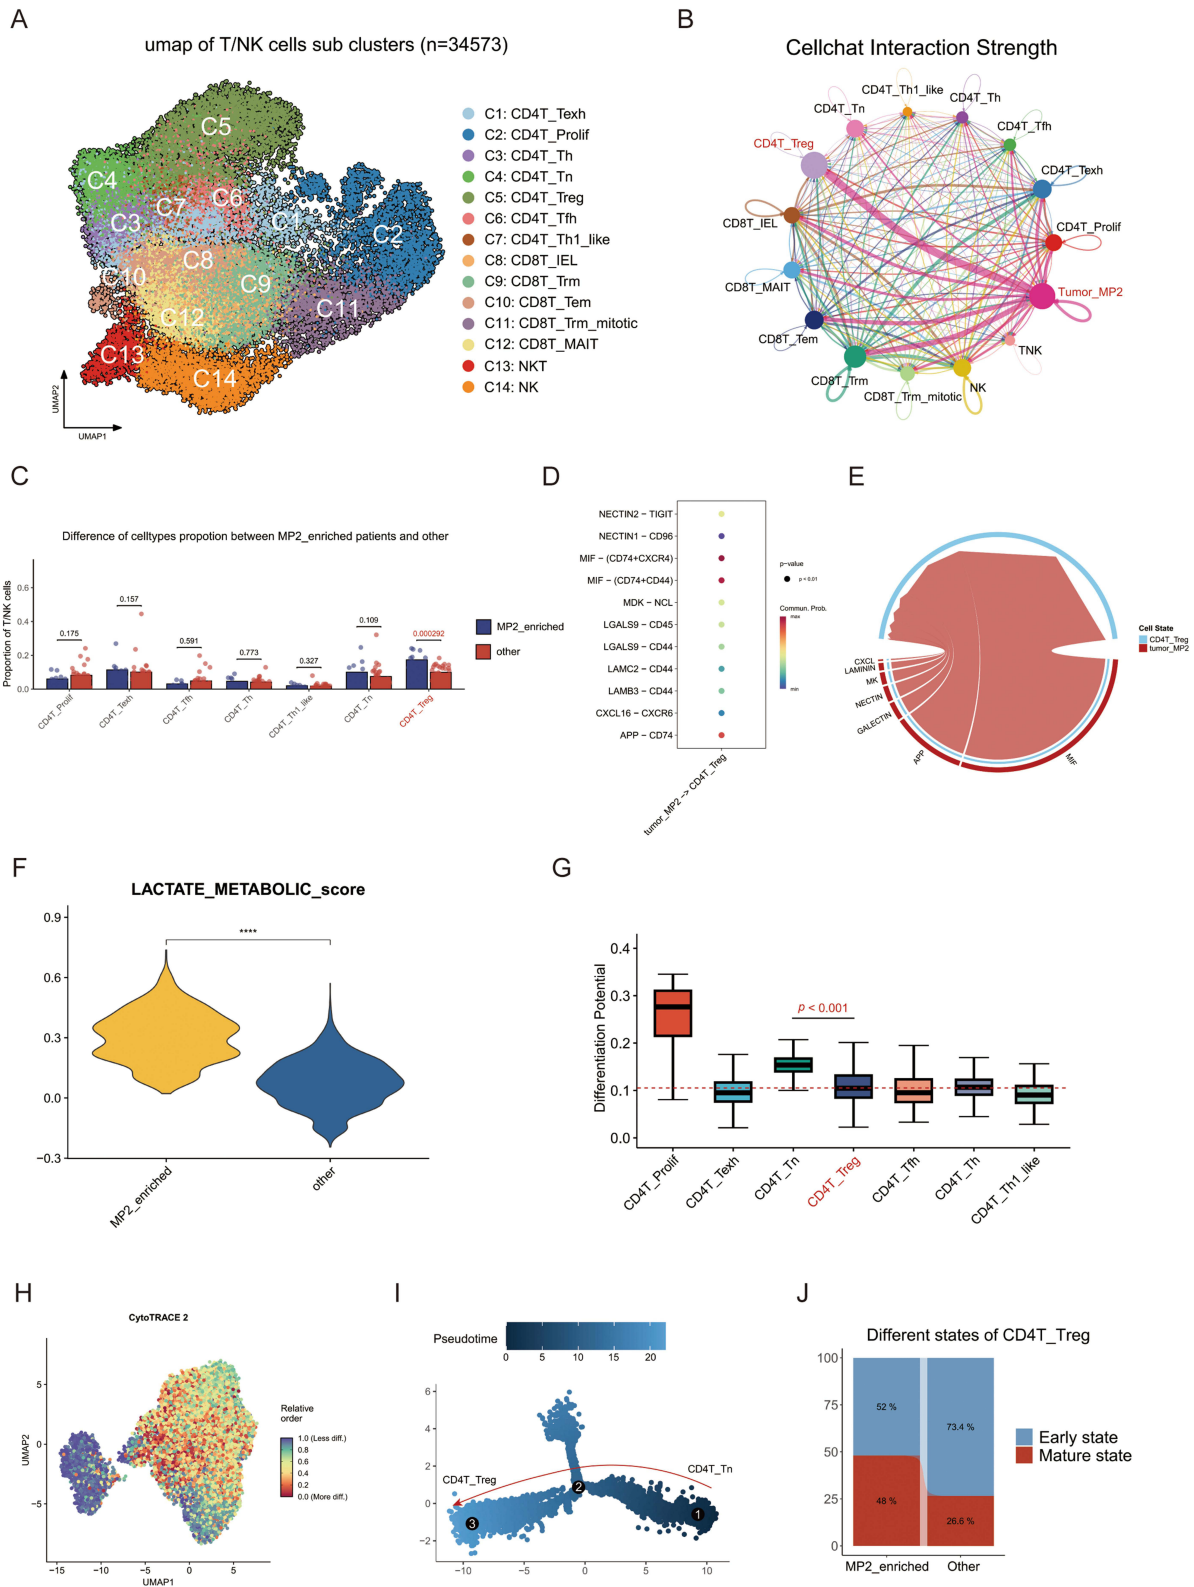 A
umap of T/NK cells sub clusters (n=34573)
C5
C4
C6
C7
C3
C1
C2
C8
C10
C9
C11
C12
C13
C14
UMAP2
UMAP1
C1: CD4T_Texh
C2: CD4T_Prolif
C3: CD4T_Th
C4: CD4T_Tn
C5: CD4T_Treg
C6: CD4T_Tfh
C7: CD4T_Th1_like
C8: CD8T_IEL
C9: CD8T_Trm
C10: CD8T_Tem
C11: CD8T_Trm_mitotic
C12: CD8T_MAIT
C13: NKT
C14: NK
B
Cellchat Interaction Strength
CD4T_Th1_like
CD4T_Th
CD4T_Tn
CD4T_Tfh
CD4T_Treg
CD4T_Texh
CD8T_IEL
CD4T_Prolif
CD8T_MAIT
Tumor_MP2
CD8T_Tem
TNK
CD8T_Trm
NK
CD8T_Trm_mitotic
C
Difference of celltypes propotion between MP2_enriched patients and other
Proportion of T/NK cells
0.6
0.4
0.2
0.0
0.175
0.157
0.591
0.773
0.327
0.109
0.000292
CD4T_Prolif
CD4T_Texh
CD4T_Tfh
CD4T_Th
CD4T_Th1_like
CD4T_Tn
CD4T_Treg
MP2_enriched
other
D
NECTIN2 − TIGIT
NECTIN1 − CD96
MIF − (CD74+CXCR4)
MIF − (CD74+CD44)
MDK − NCL
LGALS9 − CD45
LGALS9 − CD44
LAMC2 − CD44
LAMB3 − CD44
CXCL16 − CXCR6
APP − CD74
tumor_MP2 −> CD4T_Treg
p−value
p < 0.01
Commun. Prob.
max
min
E
CXCL
LAMININ
MK
NECTIN
GALECTIN
APP
MIF
Cell State
CD4T_Treg
tumor_MP2
F
LACTATE_METABOLIC_score
****
0.9
0.6
0.3
0.0
−0.3
MP2_enriched
other
G
Differentiation Potential
0.4
0.3
0.2
0.1
0.0
p < 0.001
CD4T_Prolif
CD4T_Texh
CD4T_Tn
CD4T_Treg
CD4T_Tfh
CD4T_Th
CD4T_Th1_like
H
CytoTRACE 2
UMAP2
5
0
−5
−15
−10
−5
0
5
UMAP1
Relative
order
1.0 (Less diff.)
0.8
0.6
0.4
0.2
0.0 (More diff.)
I
Pseudotime
0
5
10
15
20
6
4
2
0
−2
CD4T_Treg
CD4T_Tn
2
1
3
−10
−5
0
5
10
J
Different states of CD4T_Treg
100
75
50
25
0
52 %
73.4 %
48 %
26.6 %
MP2_enriched
Other
Early state
Mature state